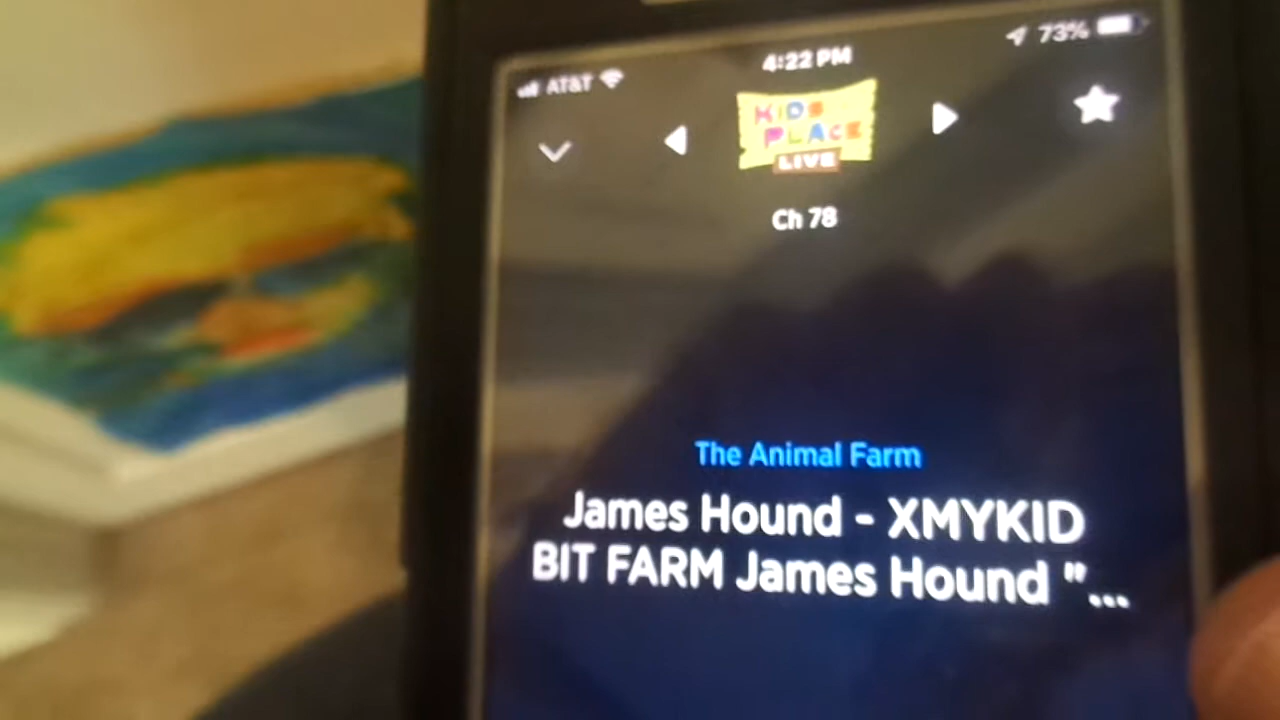 AT&T 4:22 PM 73%
KIDS
PLACE
LIVE
Ch 78
The Animal Farm
James Hound - XMYKID
BIT FARM James Hound "...